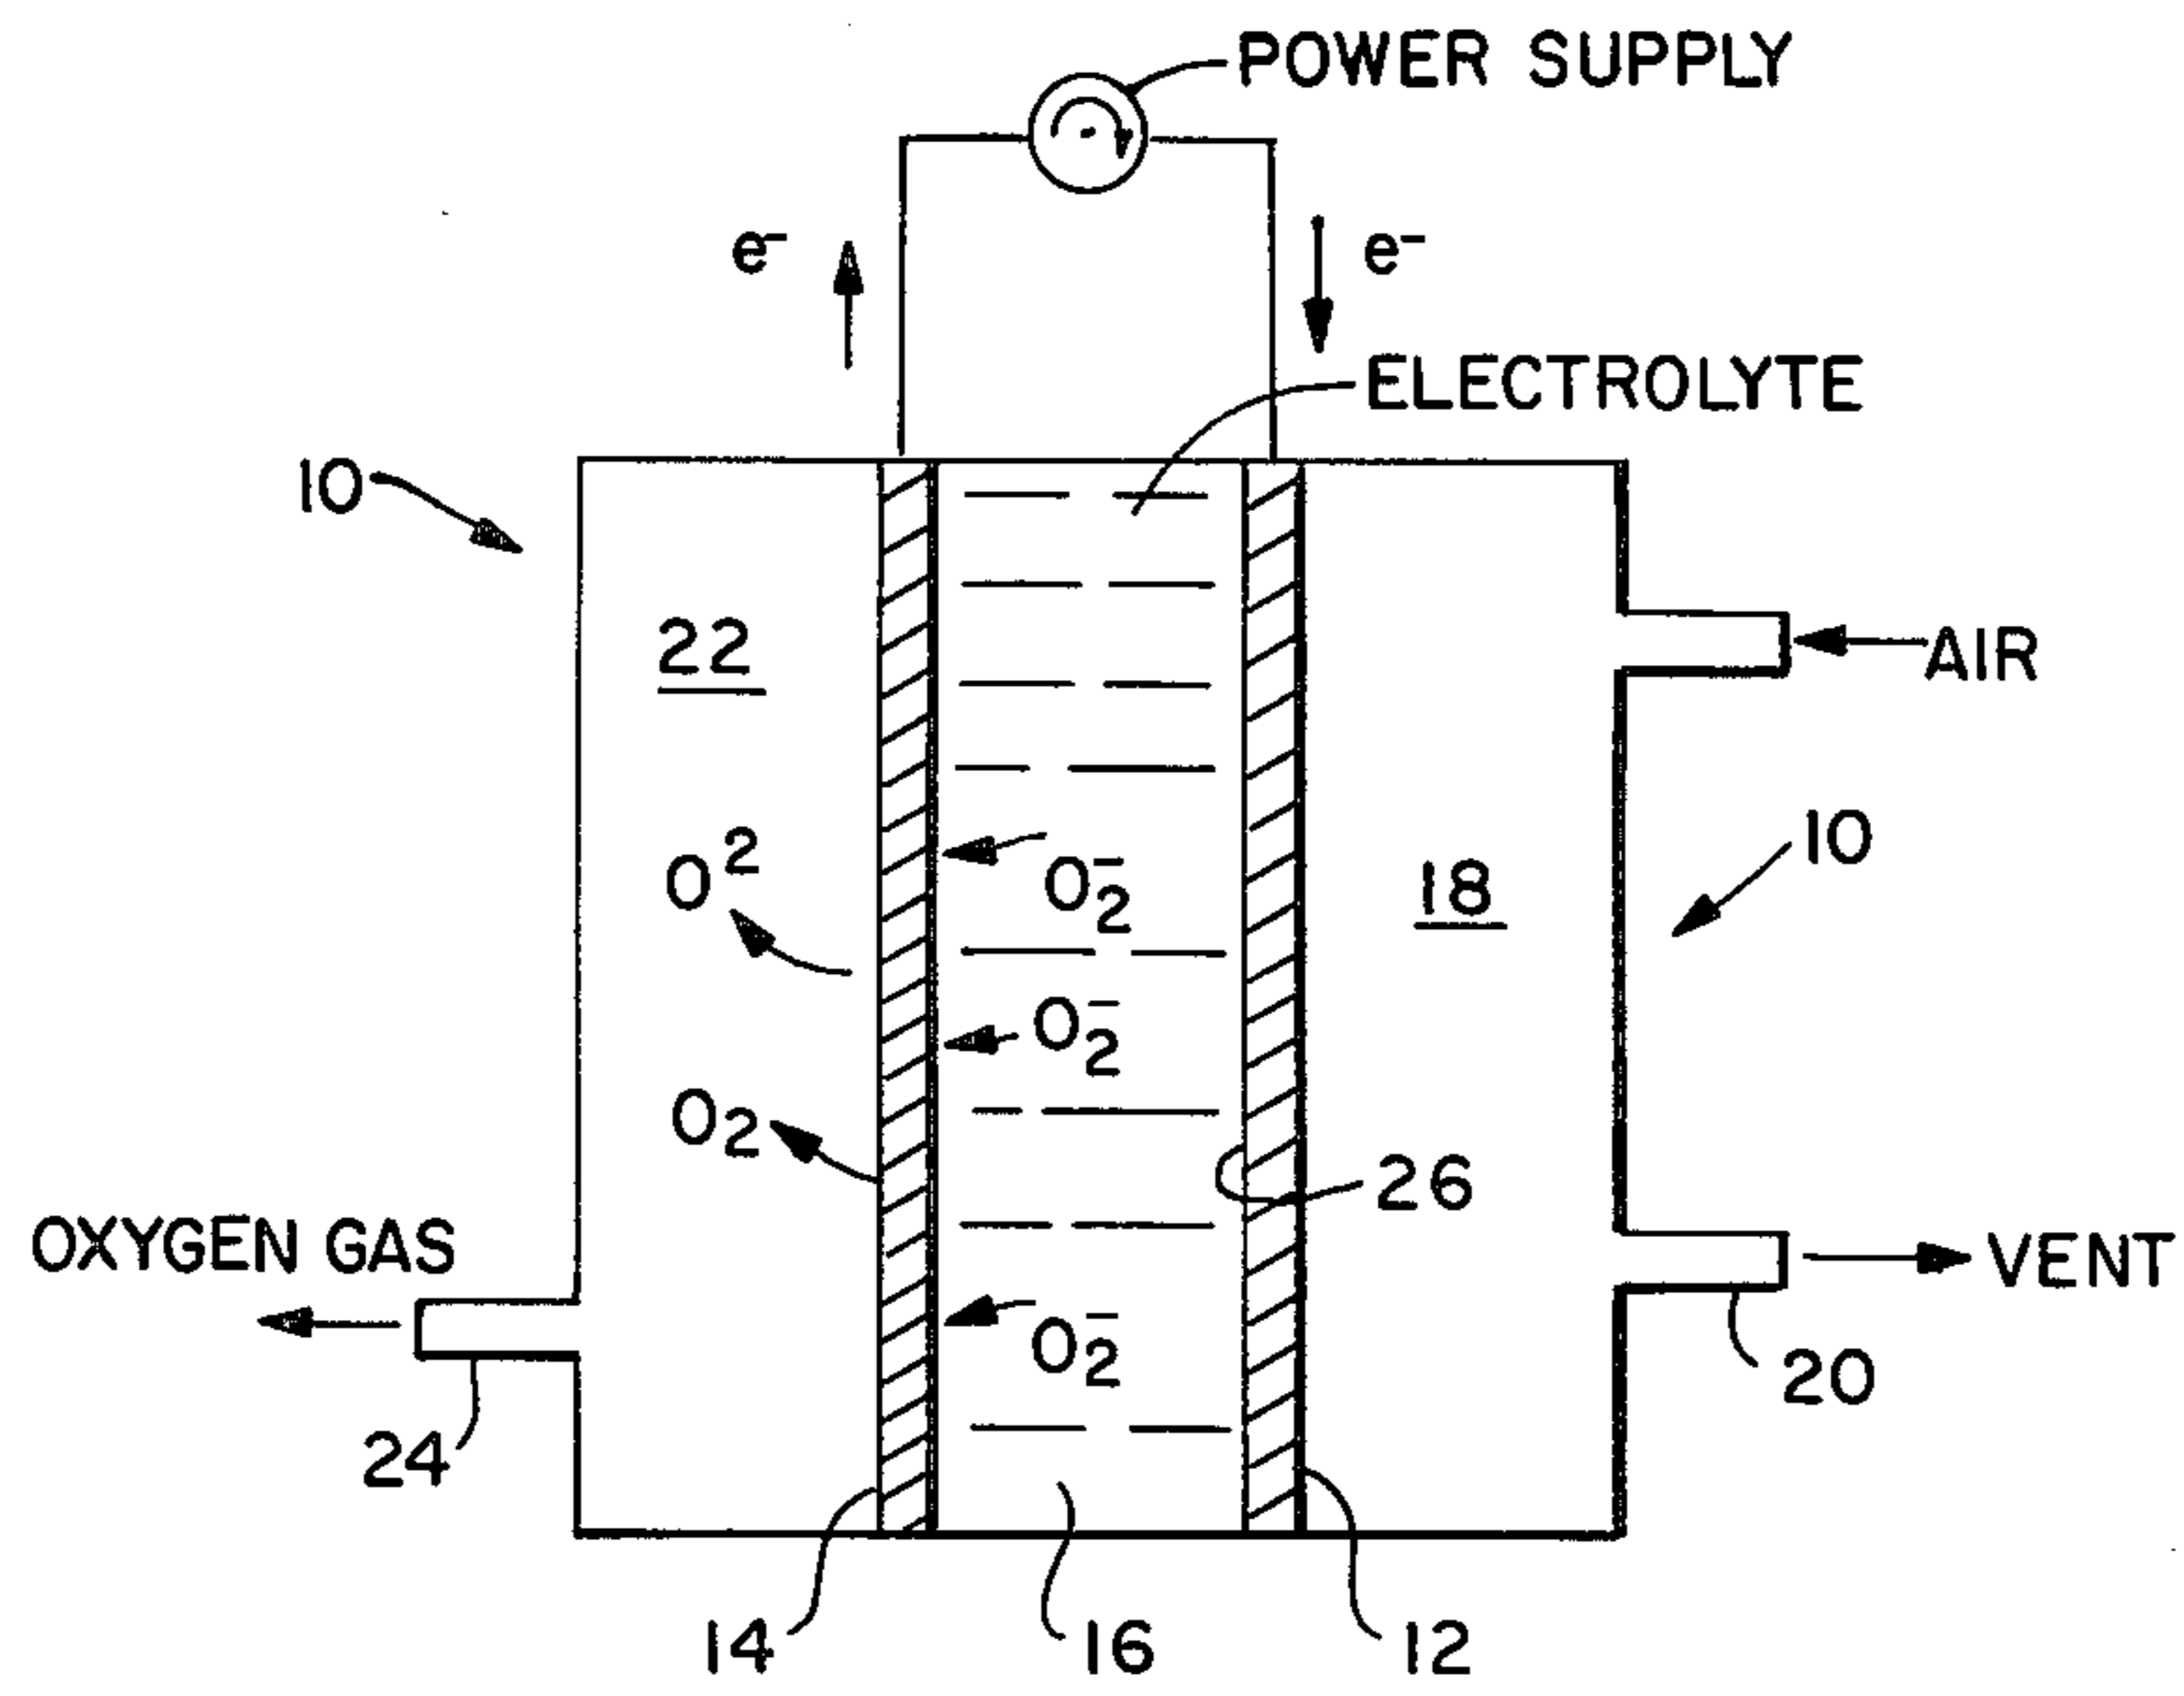 POWER SUPPLY
e⁻
e⁻
ELECTROLYTE
10
22
AIR
10
O²
O₂⁻
18
O₂⁻
O₂
26
OXYGEN GAS
VENT
O₂⁻
20
24
14
16
12